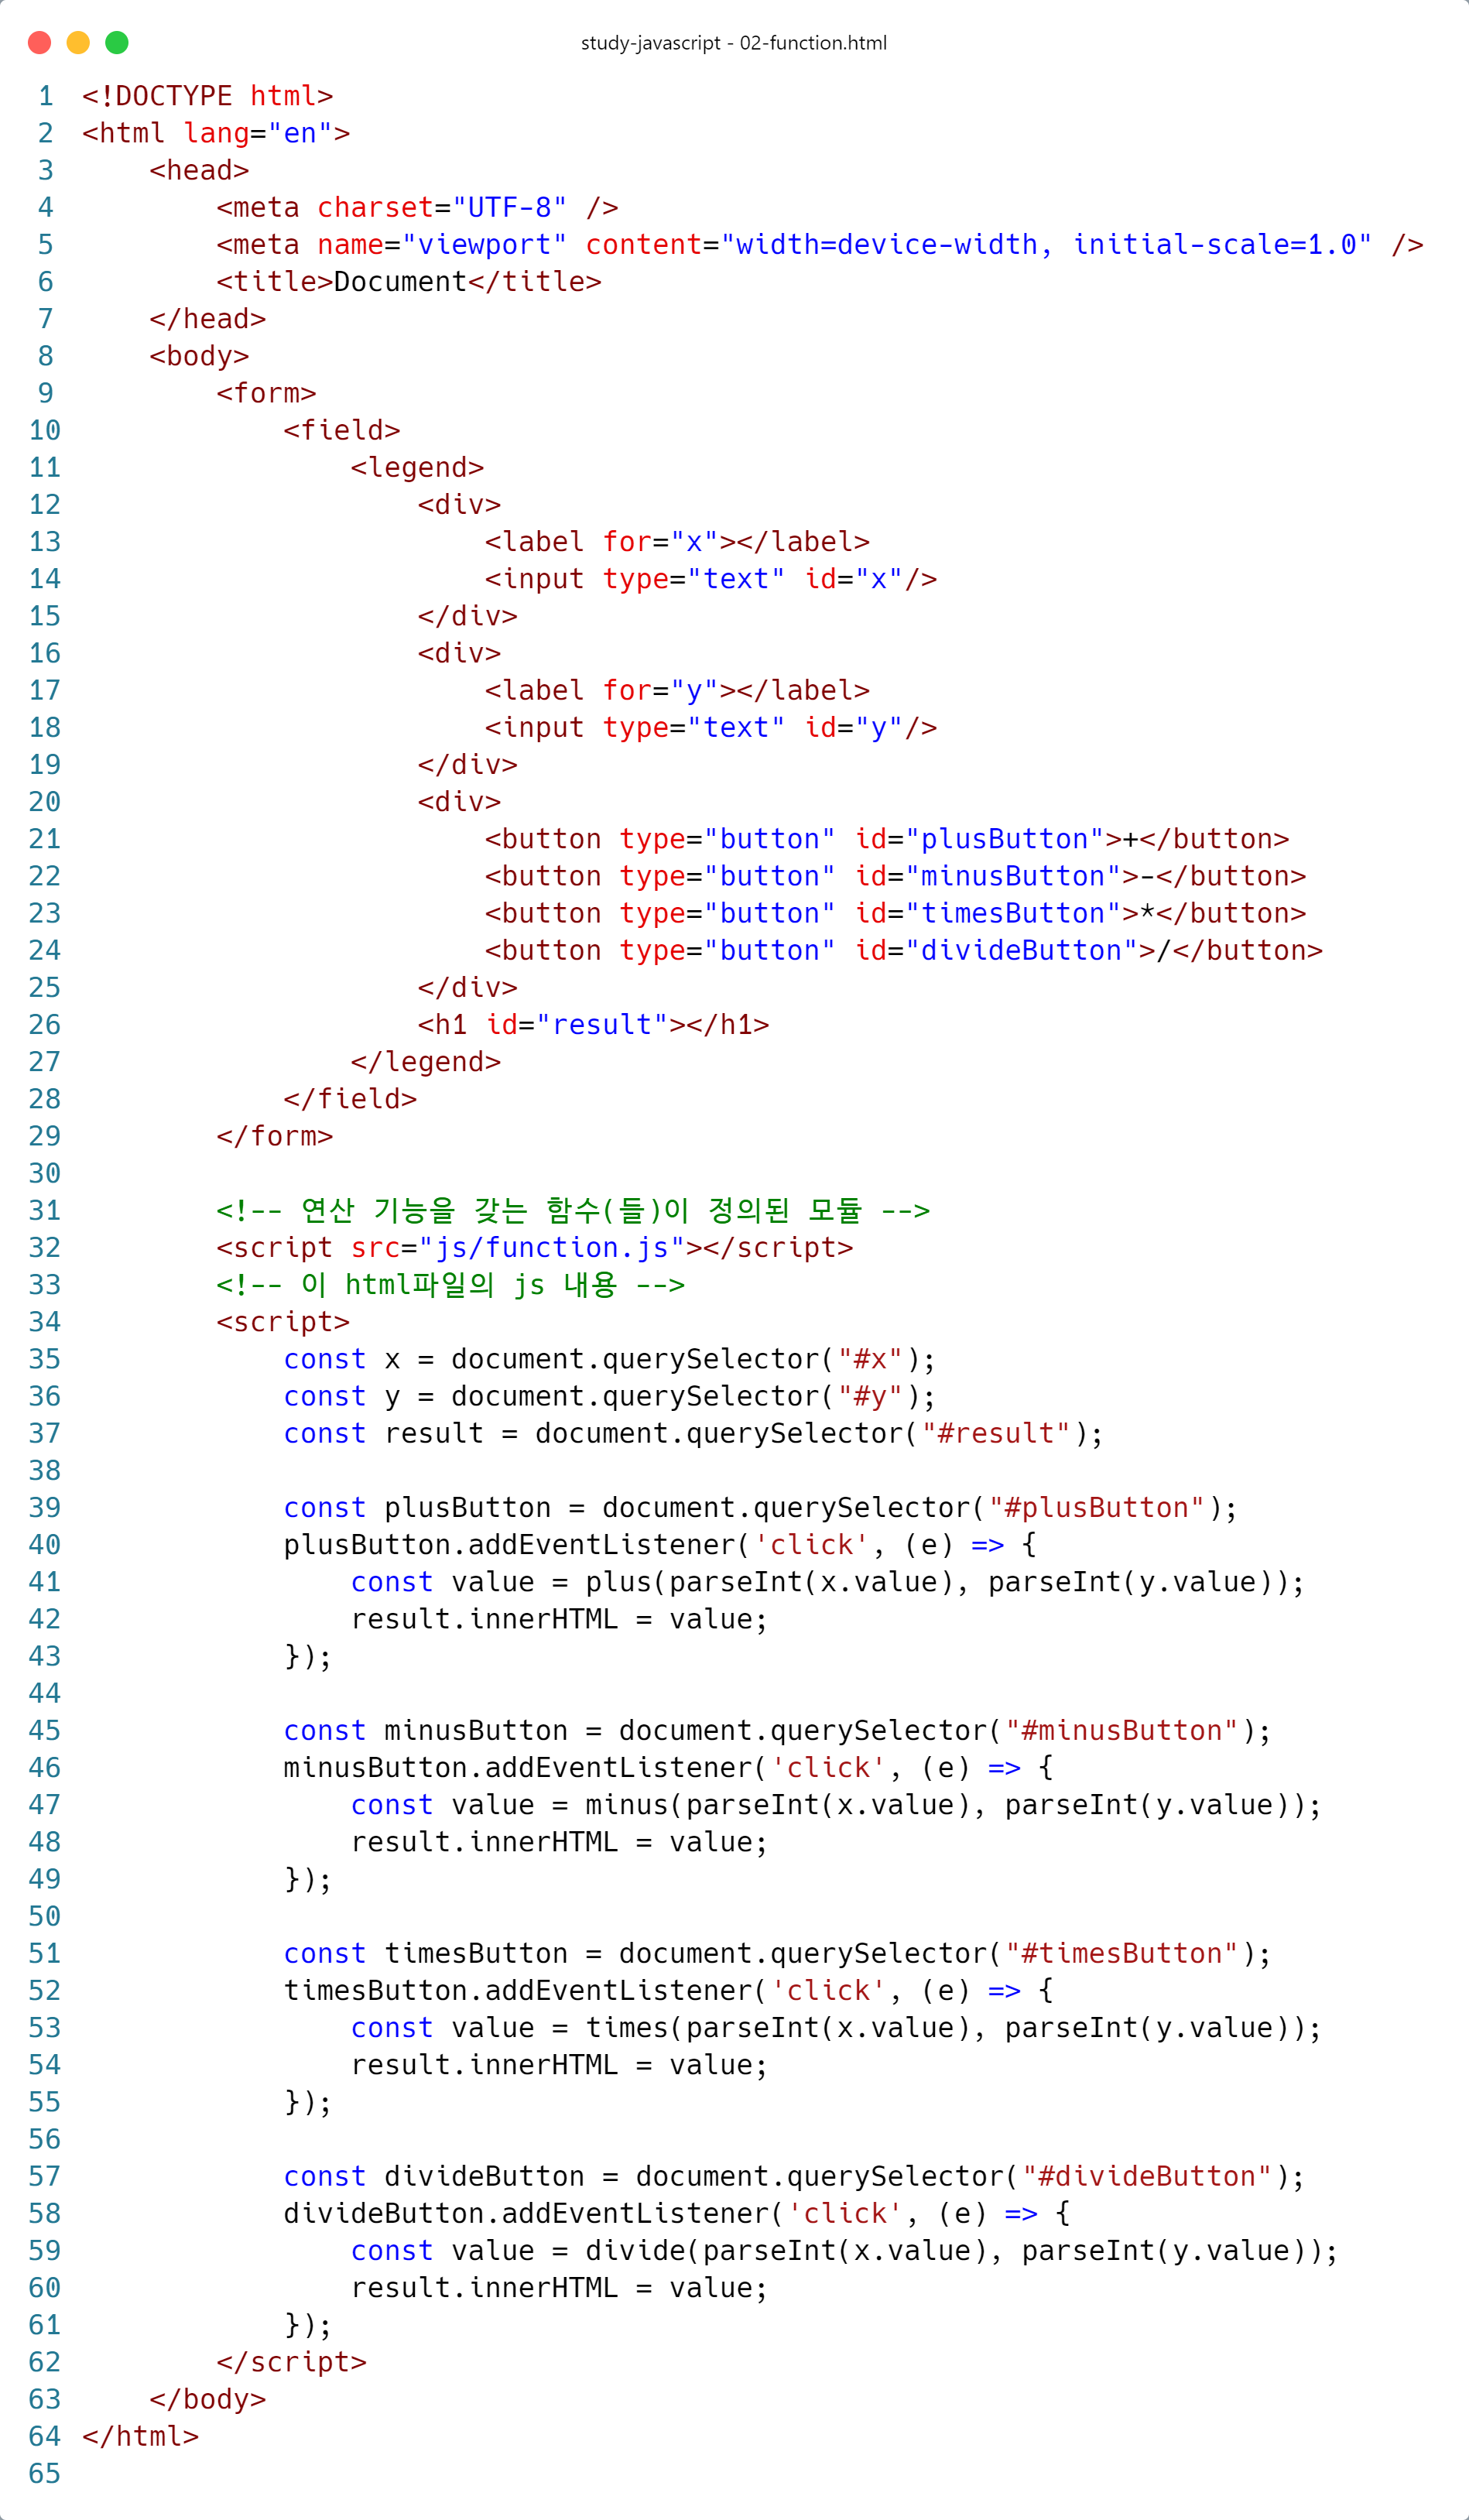 study-javascript - 02-function.html
1 <!DOCTYPE html>
2 <html lang="en">
3     <head>
4         <meta charset="UTF-8" />
5         <meta name="viewport" content="width=device-width, initial-scale=1.0" />
6         <title>Document</title>
7     </head>
8     <body>
9         <form>
10             <field>
11                 <legend>
12                     <div>
13                         <label for="x"></label>
14                         <input type="text" id="x"/>
15                     </div>
16                     <div>
17                         <label for="y"></label>
18                         <input type="text" id="y"/>
19                     </div>
20                     <div>
21                         <button type="button" id="plusButton">+</button>
22                         <button type="button" id="minusButton">-</button>
23                         <button type="button" id="timesButton">*</button>
24                         <button type="button" id="divideButton">/</button>
25                     </div>
26                     <h1 id="result"></h1>
27                 </legend>
28             </field>
29         </form>
30
31         <!-- 연산 기능을 갖는 함수(들)이 정의된 모듈 -->
32         <script src="js/function.js"></script>
33         <!-- 이 html파일의 js 내용 -->
34         <script>
35             const x = document.querySelector("#x");
36             const y = document.querySelector("#y");
37             const result = document.querySelector("#result");
38
39             const plusButton = document.querySelector("#plusButton");
40             plusButton.addEventListener('click', (e) => {
41                 const value = plus(parseInt(x.value), parseInt(y.value));
42                 result.innerHTML = value;
43             });
44
45             const minusButton = document.querySelector("#minusButton");
46             minusButton.addEventListener('click', (e) => {
47                 const value = minus(parseInt(x.value), parseInt(y.value));
48                 result.innerHTML = value;
49             });
50
51             const timesButton = document.querySelector("#timesButton");
52             timesButton.addEventListener('click', (e) => {
53                 const value = times(parseInt(x.value), parseInt(y.value));
54                 result.innerHTML = value;
55             });
56
57             const divideButton = document.querySelector("#divideButton");
58             divideButton.addEventListener('click', (e) => {
59                 const value = divide(parseInt(x.value), parseInt(y.value));
60                 result.innerHTML = value;
61             });
62         </script>
63     </body>
64 </html>
65